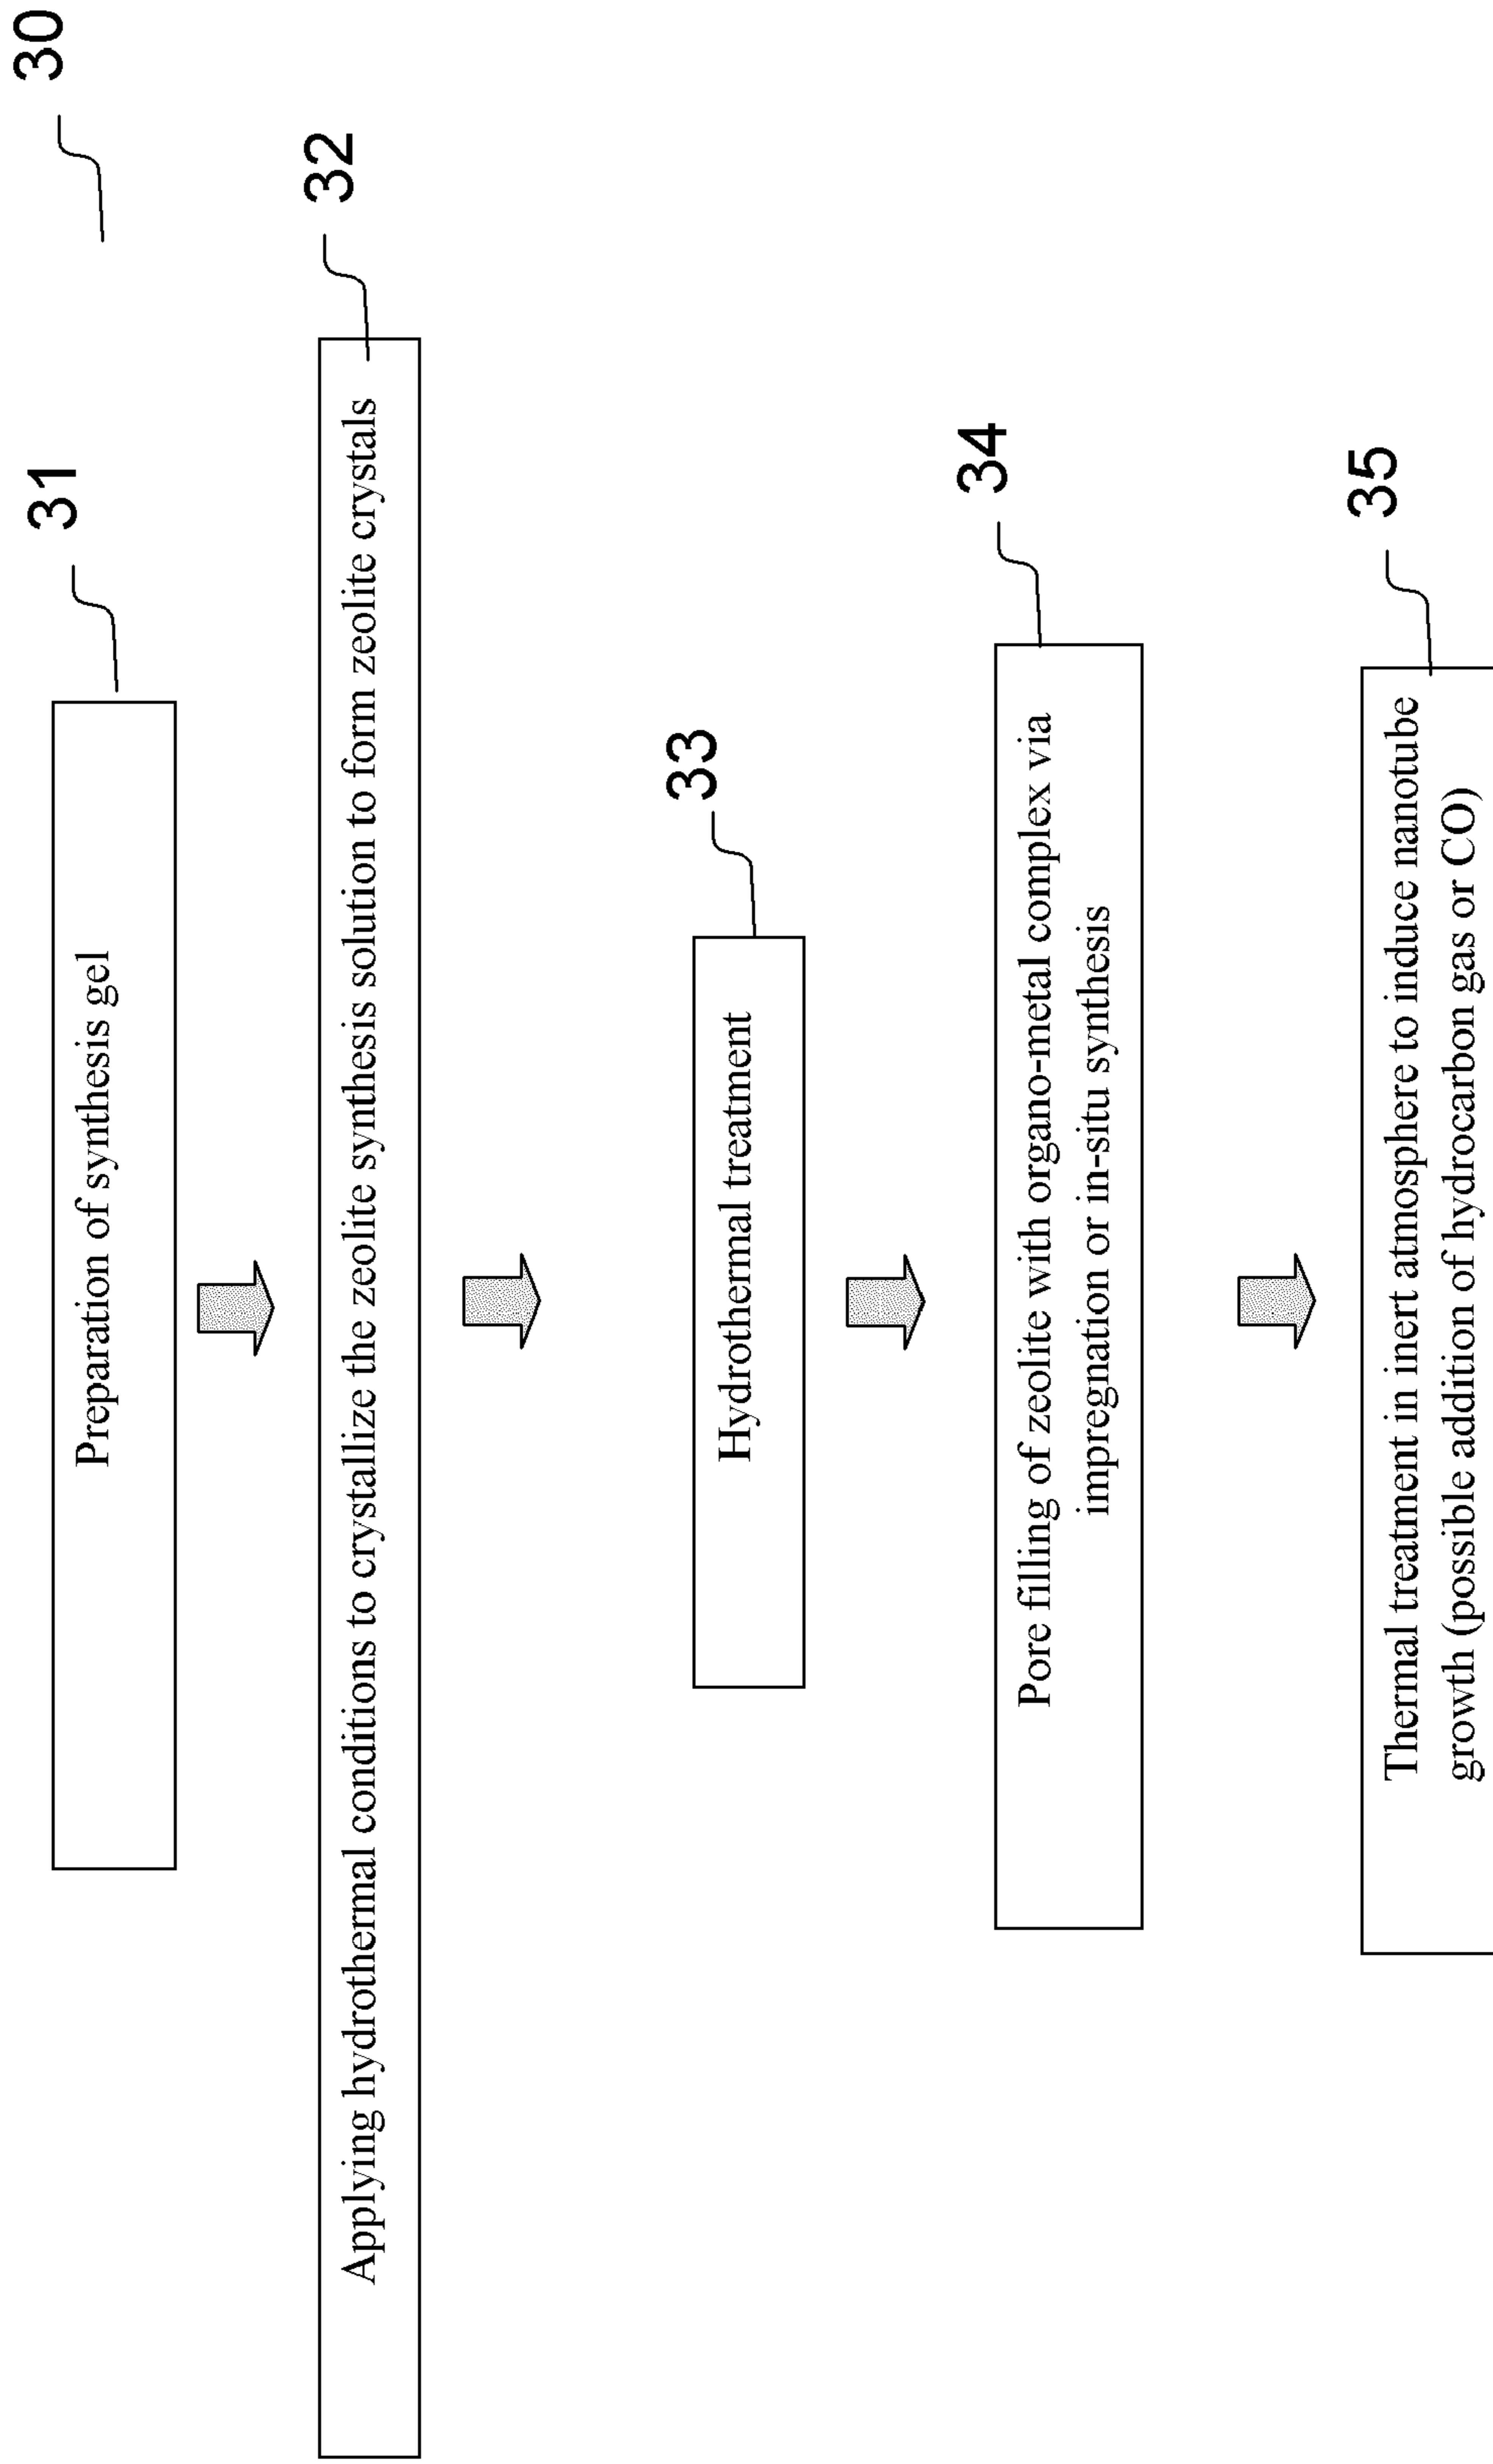 30
31
Preparation of synthesis gel
32
Applying hydrothermal conditions to crystallize the zeolite synthesis solution to form zeolite crystals
33
Hydrothermal treatment
34
Pore filling of zeolite with organo-metal complex via
impregnation or in-situ synthesis
35
Thermal treatment in inert atmosphere to induce nanotube
growth (possible addition of hydrocarbon gas or CO)